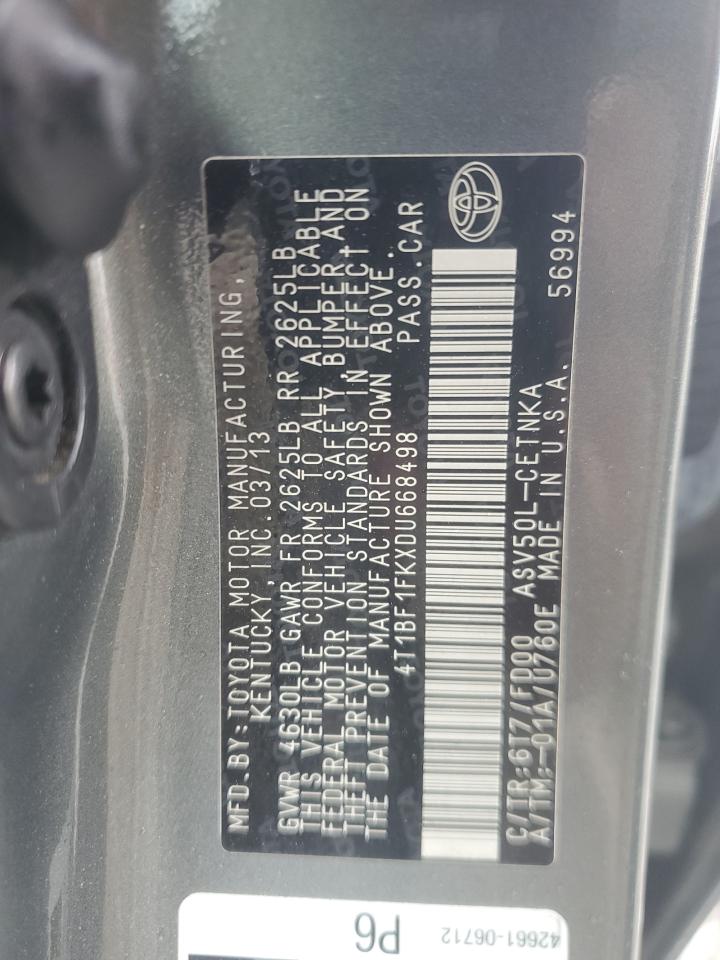 MFD.BY:TOYOTA MOTOR MANUFACTURING,
KENTUCKY,INC.03/13
GVWR 4630LB GAWR FR 2625LB RR 2625LB
THIS VEHICLE CONFORMS TO ALL APPLICABLE
FEDERAL MOTOR VEHICLE SAFETY, BUMPER,AND
THEFT PREVENTION STANDARDS IN EFFECT ON
THE DATE OF MANUFACTURE SHOWN ABOVE.
4T1BF1FKXDU668498 PASS.CAR
C/TR:6T7/FD00 ASV50L-CETNKA
A/TM:-01A/U760E MADE IN U.S.A. 56994
P6
42661-06712